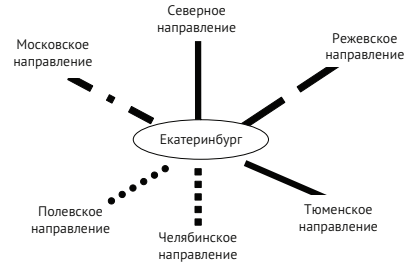 Северное
направление
Московское
направление
Режевское
направление
Екатеринбург
Полевское
направление
Тюменское
направление
Челябинское
направление